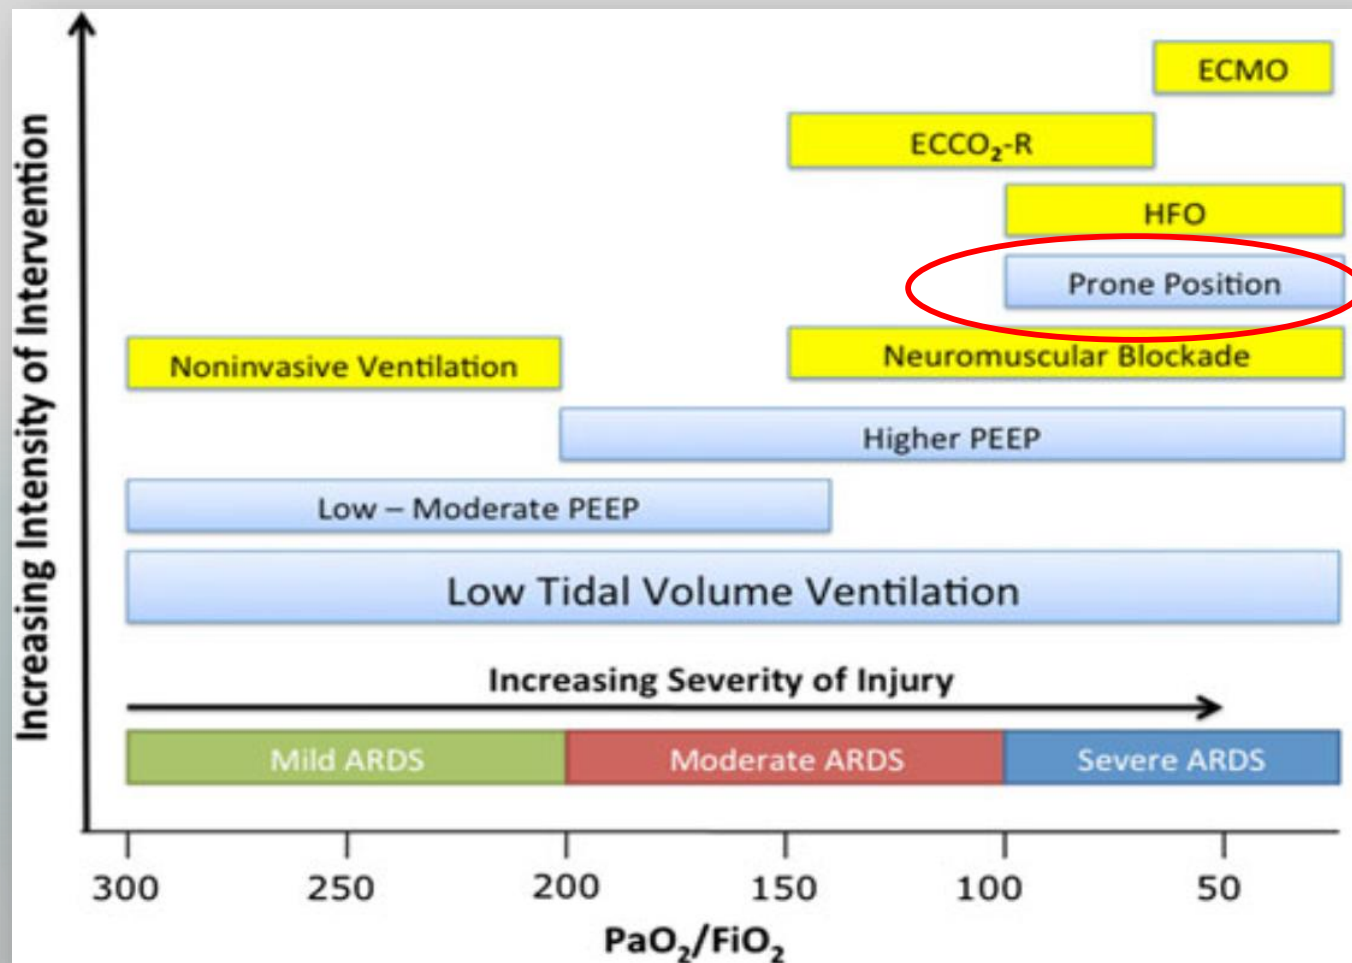 Increasing Intensity of Intervention
ECMO
ECCO₂-R
HFO
Prone Position
Neuromuscular Blockade
Noninvasive Ventilation
Higher PEEP
Low – Moderate PEEP
Low Tidal Volume Ventilation
Increasing Severity of Injury
Mild ARDS
Moderate ARDS
Severe ARDS
300
250
200
150
100
50
PaO₂/FiO₂